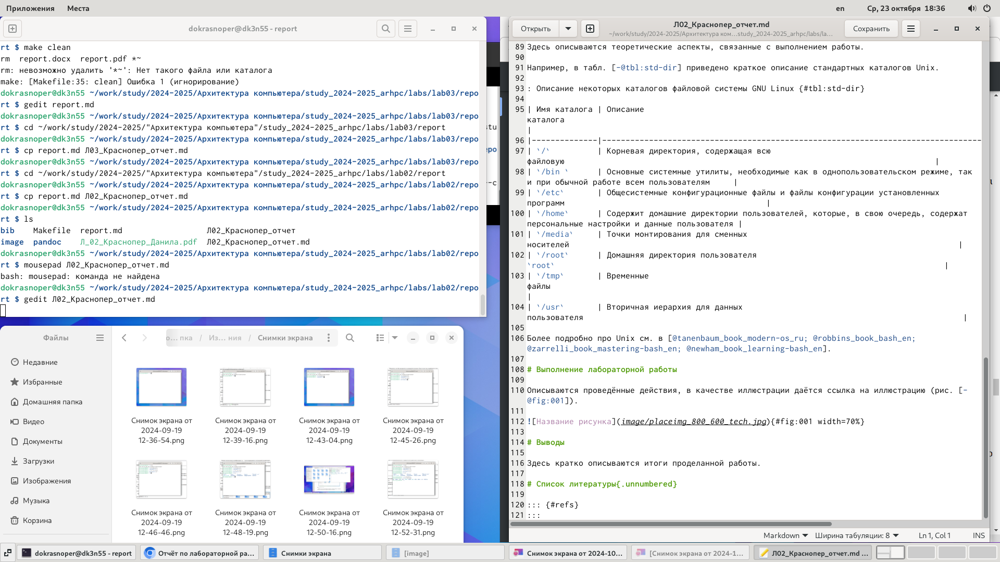 Приложения Места
en Ср, 23 октября 18:36
dokrasnoper@dk3n55 - report
rt $ make clean
rm  report.docx  report.pdf *~
rm: невозможно удалить '*~': Нет такого файла или каталога
make: [Makefile:35: clean] Ошибка 1 (игнорирование)
dokrasnoper@dk3n55 ~/work/study/2024-2025/Архитектура компьютера/study_2024-2025_arhpc/labs/lab03/repo
rt $ gedit report.md
dokrasnoper@dk3n55 ~/work/study/2024-2025/Архитектура компьютера/study_2024-2025_arhpc/labs/lab03/repo
rt $ cd ~/work/study/2024-2025/"Архитектура компьютера"/study_2024-2025_arhpc/labs/lab03/report
dokrasnoper@dk3n55 ~/work/study/2024-2025/Архитектура компьютера/study_2024-2025_arhpc/labs/lab03/repo
rt $ cp report.md Л03_Краснопер_отчет.md
dokrasnoper@dk3n55 ~/work/study/2024-2025/Архитектура компьютера/study_2024-2025_arhpc/labs/lab03/repo
rt $ cd ~/work/study/2024-2025/"Архитектура компьютера"/study_2024-2025_arhpc/labs/lab02/report
dokrasnoper@dk3n55 ~/work/study/2024-2025/Архитектура компьютера/study_2024-2025_arhpc/labs/lab02/repo
rt $ cp report.md Л02_Краснопер_отчет.md
dokrasnoper@dk3n55 ~/work/study/2024-2025/Архитектура компьютера/study_2024-2025_arhpc/labs/lab02/repo
rt $ ls
bib    Makefile  report.md                  Л02_Краснопер_отчет
image  pandoc    Л_02_Краснопер_Данила.pdf  Л02_Краснопер_отчет.md
dokrasnoper@dk3n55 ~/work/study/2024-2025/Архитектура компьютера/study_2024-2025_arhpc/labs/lab02/repo
rt $ mousepad Л02_Краснопер_отчет.md
bash: mousepad: команда не найдена
dokrasnoper@dk3n55 ~/work/study/2024-2025/Архитектура компьютера/study_2024-2025_arhpc/labs/lab02/repo
rt $ gedit Л02_Краснопер_отчет.md
Файлы
о... пка / Из... ния / Снимки экрана
Недавние
Избранные
Домашняя папка
Видео
Документы
Загрузки
Изображения
Музыка
Корзина
Снимок экрана от 2024-09-19 12-36-54.png
Снимок экрана от 2024-09-19 12-39-16.png
Снимок экрана от 2024-09-19 12-43-04.png
Снимок экрана от 2024-09-19 12-45-26.png
Снимок экрана от 2024-09-19 12-46-46.png
Снимок экрана от 2024-09-19 12-48-19.png
Снимок экрана от 2024-09-19 12-50-16.png
Снимок экрана от 2024-09-19 12-52-31.png
Открыть
Л02_Краснопер_отчет.md
~/work/study/2024-2025/Архитектура ком...study_2024-2025_arhpc/labs/la...
Сохранить
89 Здесь описываются теоретические аспекты, связанные с выполнением работы.
90
91 Например, в табл. [-@tbl:std-dir] приведено краткое описание стандартных каталогов Unix.
92
93 : Описание некоторых каталогов файловой системы GNU Linux {#tbl:std-dir}
94
95 | Имя каталога | Описание
каталога
|
96 |--------------|---------------------------------------------------------------------------------
97 | `/`          | Корневая директория, содержащая всю
файловую |
98 | `/bin `      | Основные системные утилиты, необходимые как в однопользовательском режиме, так
и при обычной работе всем пользователям     |
99 | `/etc`       | Общесистемные конфигурационные файлы и файлы конфигурации установленных
программ |
100 | `/home`      | Содержит домашние директории пользователей, которые, в свою очередь, содержат
персональные настройки и данные пользователя |
101 | `/media`     | Точки монтирования для сменных
носителей |
102 | `/root`      | Домашняя директория пользователя
`root` |
103 | `/tmp`       | Временные
файлы
|
104 | `/usr`       | Вторичная иерархия для данных
пользователя |
105
106 Более подробно про Unix см. в [@tanenbaum_book_modern-os_ru; @robbins_book_bash_en;
@zarrelli_book_mastering-bash_en; @newham_book_learning-bash_en].
107
108 # Выполнение лабораторной работы
109
110 Описываются проведённые действия, в качестве иллюстрации даётся ссылка на иллюстрацию (рис. [-
@fig:001]).
111
112 ![Название рисунка](image/placeimg_800_600_tech.jpg){#fig:001 width=70%}
113
114 # Выводы
115
116 Здесь кратко описываются итоги проделанной работы.
117
118 # Список литературы{.unnumbered}
119
120 ::: {#refs}
121 :::
Markdown Ширина табуляции: 8 Ln 1, Col 1 INS
dokrasnoper@dk3n55 - report
Отчёт по лабораторной ра...
Снимки экрана
[image]
Снимок экрана от 2024-10...
[Снимок экрана от 2024-1...
Л02_Краснопер_отчет.md ...